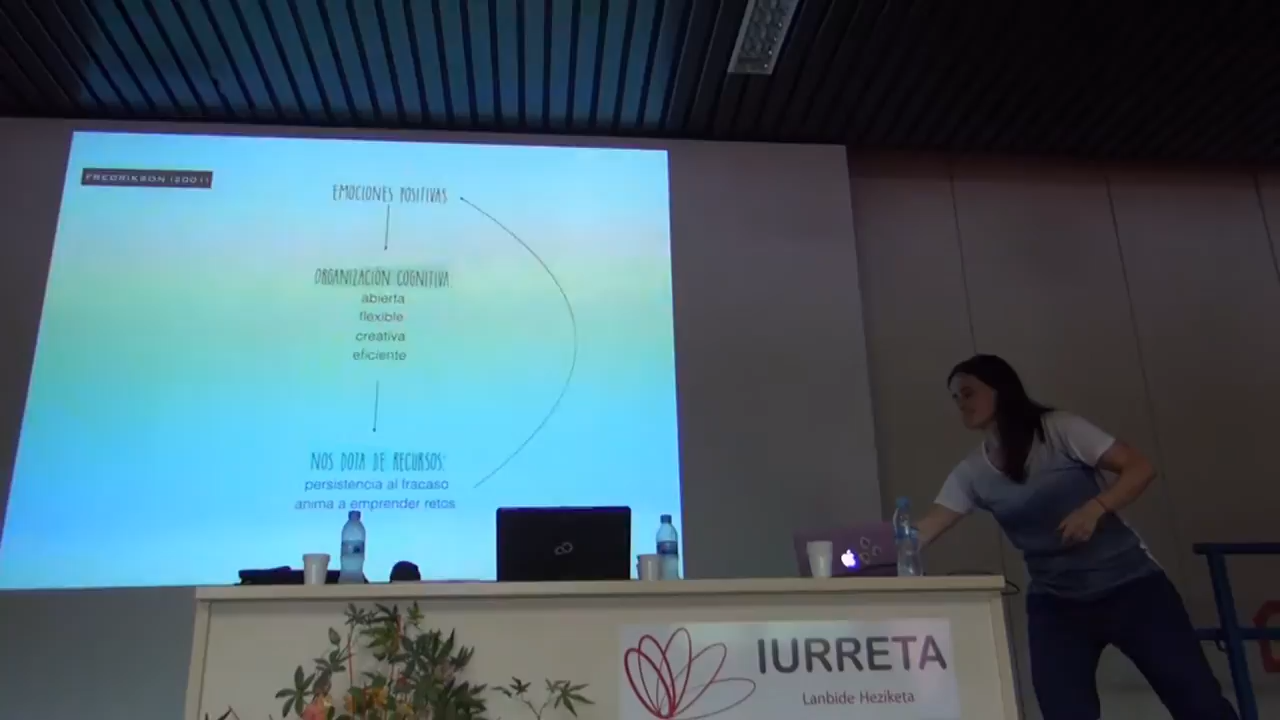 FREDRIKSON (2001)
EMOCIONES POSITIVAS
ORGANIZACIÓN COGNITIVA:
abierta
flexible
creativa
eficiente
NOS DOTA DE RECURSOS:
persistencia al fracaso
anima a emprender retos
IURRETA
Lanbide Heziketa